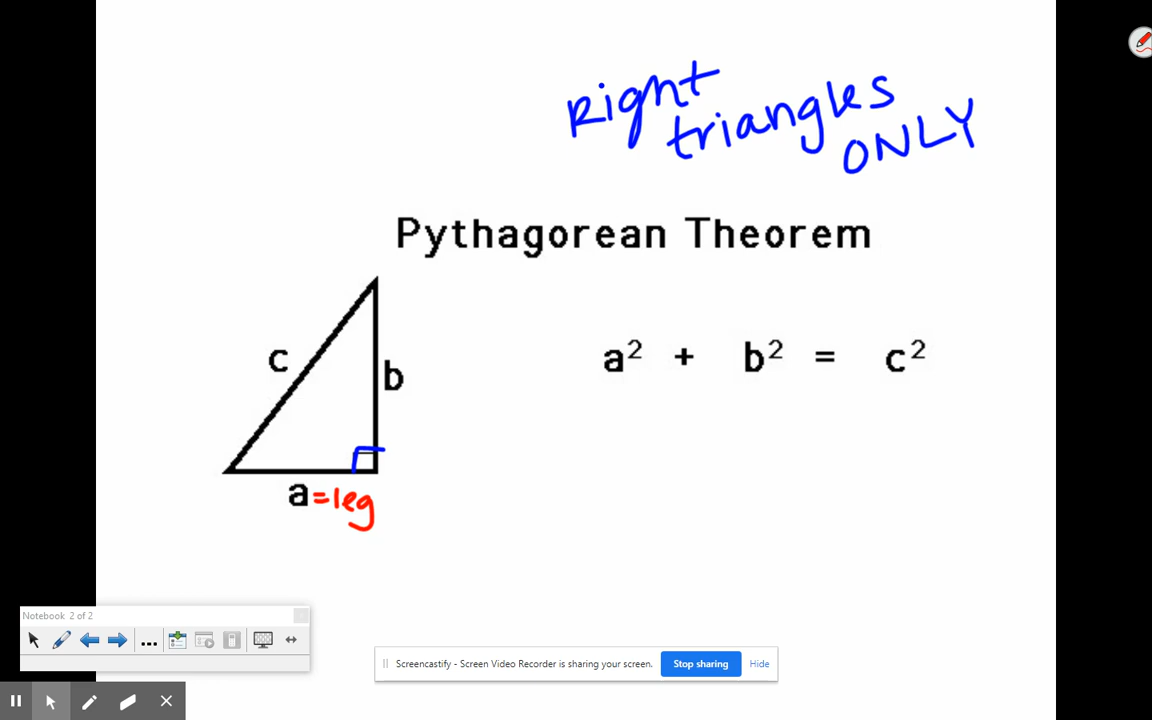 Right
triangles
ONLY
Pythagorean Theorem
c
b
a² + b² = c²
a = leg
Notebook 2 of 2
...
|| Screencastify - Screen Video Recorder is sharing your screen. Stop sharing Hide